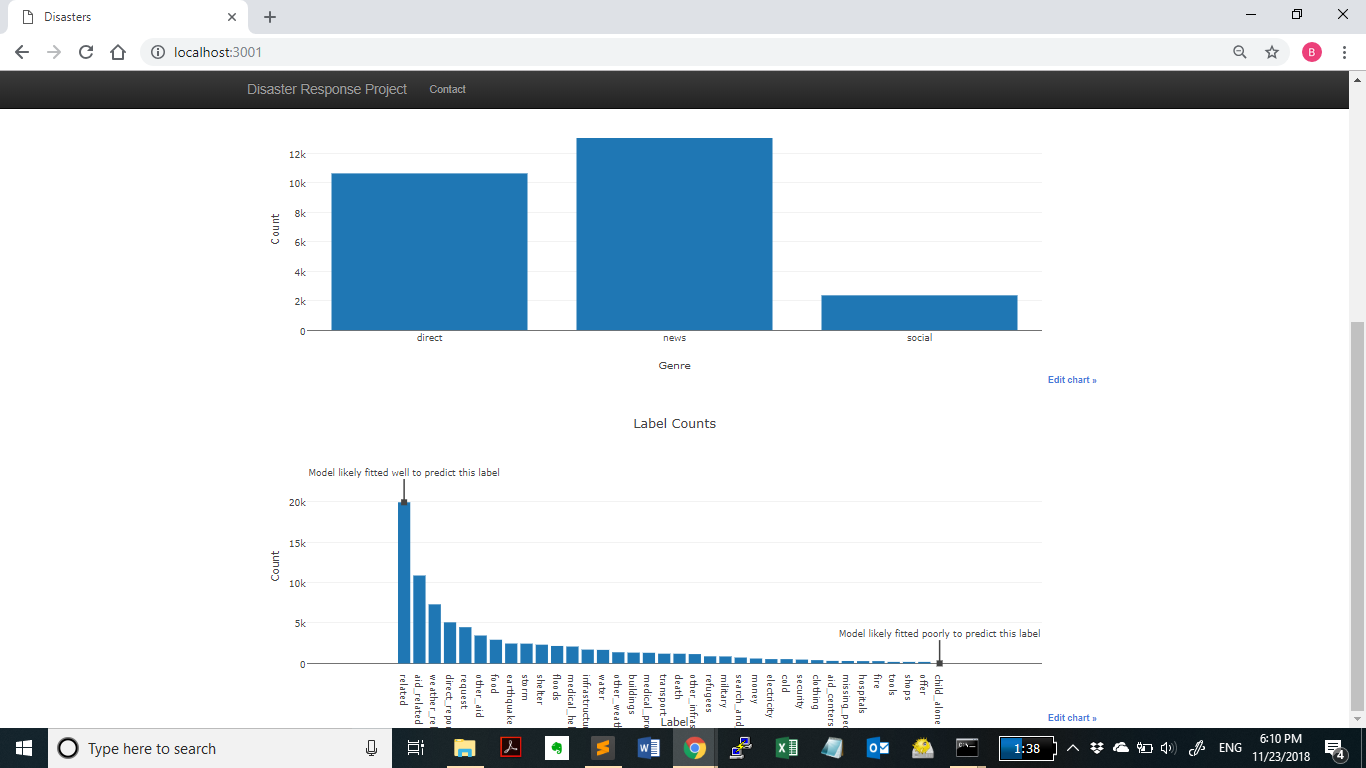 Disasters
localhost:3001
B
Disaster Response Project Contact
12k
10k
8k
6k
4k
2k
0
Count
direct news social
Genre
Edit chart »
Label Counts
Model likely fitted well to predict this label
20k
15k
10k
5k
0
Count
Model likely fitted poorly to predict this label
related
aid_related
weather_re
direct_repo
request
other_aid
food
earthquake
storm
shelter
floods
medical_he
infrastructu
water
other_weath
buildings
medical_pro
transport
death
other_infras
refugees
military
search_and
money
electricity
cold
security
clothing
aid_centers
missing_peo
hospitals
fire
tools
shops
offer
child_alone
Label
Edit chart »
Type here to search
1:38
ENG
6:10 PM
11/23/2018
4